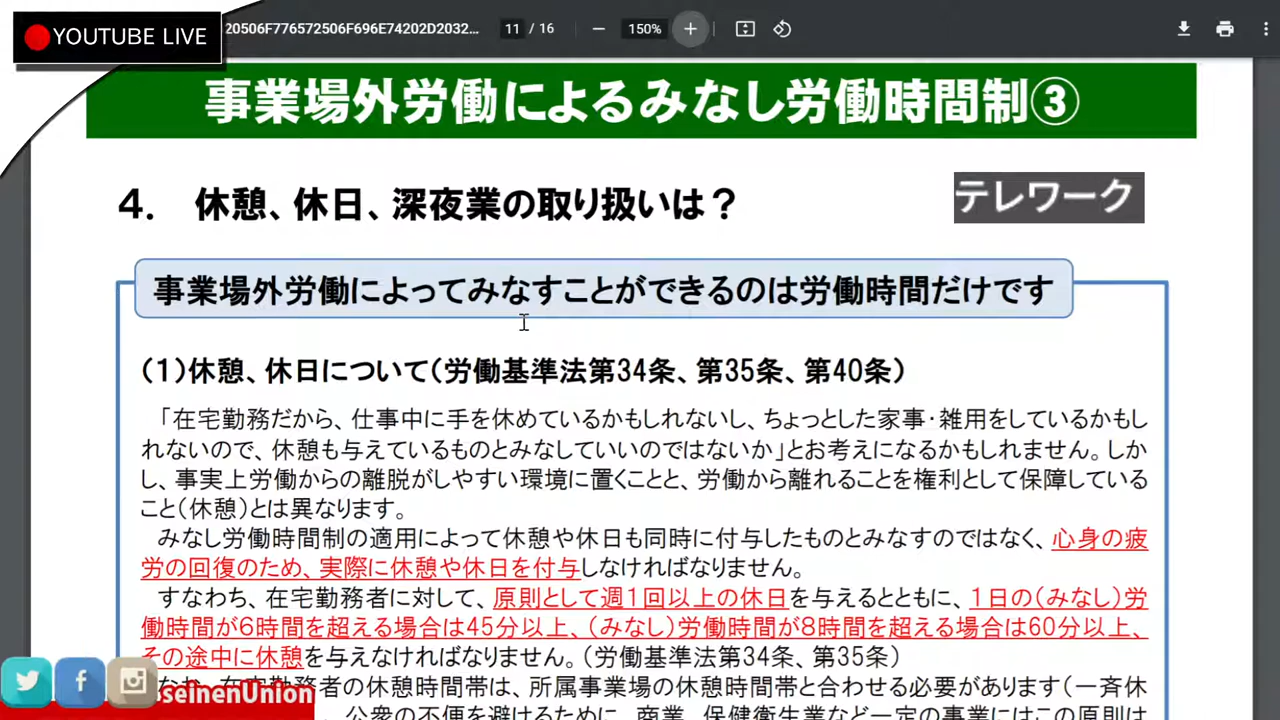 YOUTUBE LIVE
20506F776572506F696E74202D2032...
11 / 16
150%
事業場外労働によるみなし労働時間制③
4. 休憩、休日、深夜業の取り扱いは？
テレワーク
事業場外労働によってみなすことができるのは労働時間だけです
(1)休憩、休日について(労働基準法第34条、第35条、第40条)
「在宅勤務だから、仕事中に手を休めているかもしれないし、ちょっとした家事・雑用をしているかもし
れないので、休憩も与えているものとみなしていいのではないか」とお考えになるかもしれません。しか
し、事実上労働からの離脱がしやすい環境に置くことと、労働から離れることを権利として保障している
こと(休憩)とは異なります。
みなし労働時間制の適用によって休憩や休日も同時に付与したものとみなすのではなく、心身の疲
労の回復のため、実際に休憩や休日を付与しなければなりません。
すなわち、在宅勤務者に対して、原則として週1回以上の休日を与えるとともに、1日の(みなし)労
働時間が6時間を超える場合は45分以上、(みなし)労働時間が8時間を超える場合は60分以上、
その途中に休憩を与えなければなりません。(労働基準法第34条、第35条)
なお、在宅勤務者の休憩時間帯は、所属事業場の休憩時間帯と合わせる必要があります(一斉休
、公衆の不便を避けるために、商業、保健衛生業など一定の事業にはこの原則は
seinenUnion